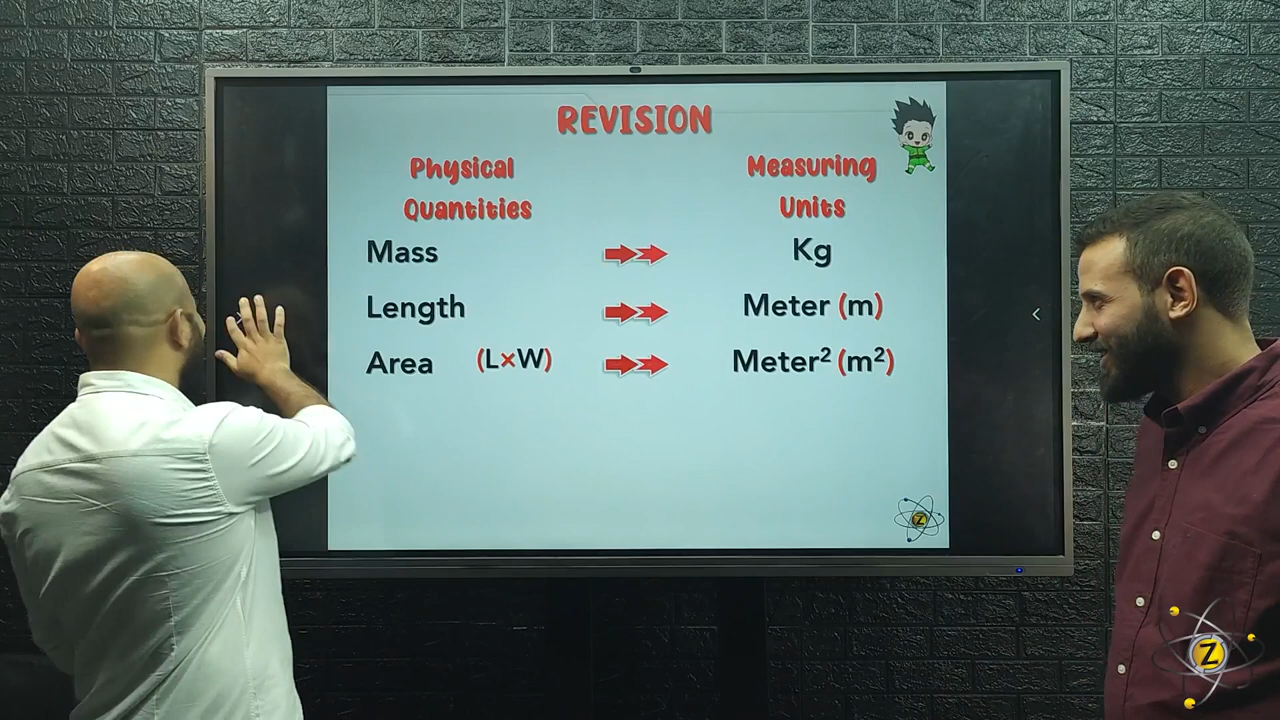 REVISION
Physical Quantities
Measuring Units
Mass Kg
Length Meter (m)
Area (L×W) Meter² (m²)
Z
Z